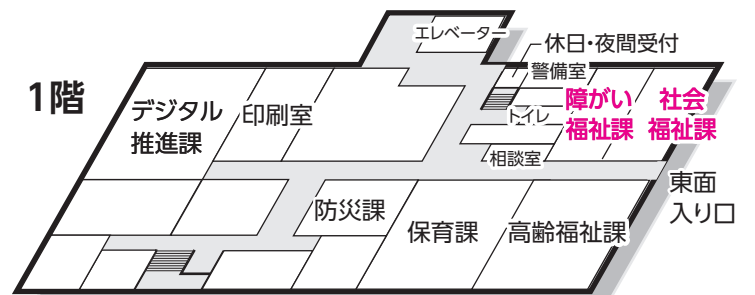 エレベーター
休日・夜間受付
警備室
1階
デジタル
推進課
印刷室
トイレ
障がい
福祉課
社会
福祉課
相談室
東面
入り口
防災課
保育課
高齢福祉課